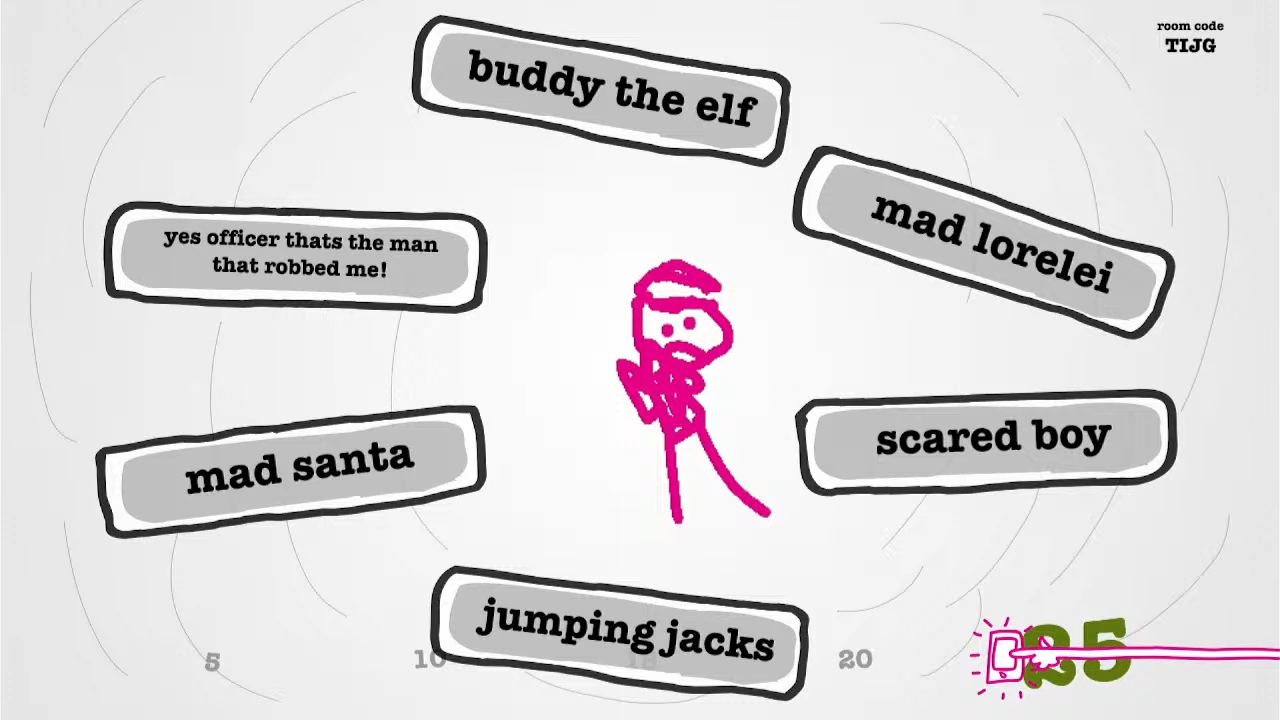 room code
TIJG
buddy the elf
mad lorelei
yes officer thats the man
that robbed me!
scared boy
mad santa
jumping jacks
5
10
15
20
25